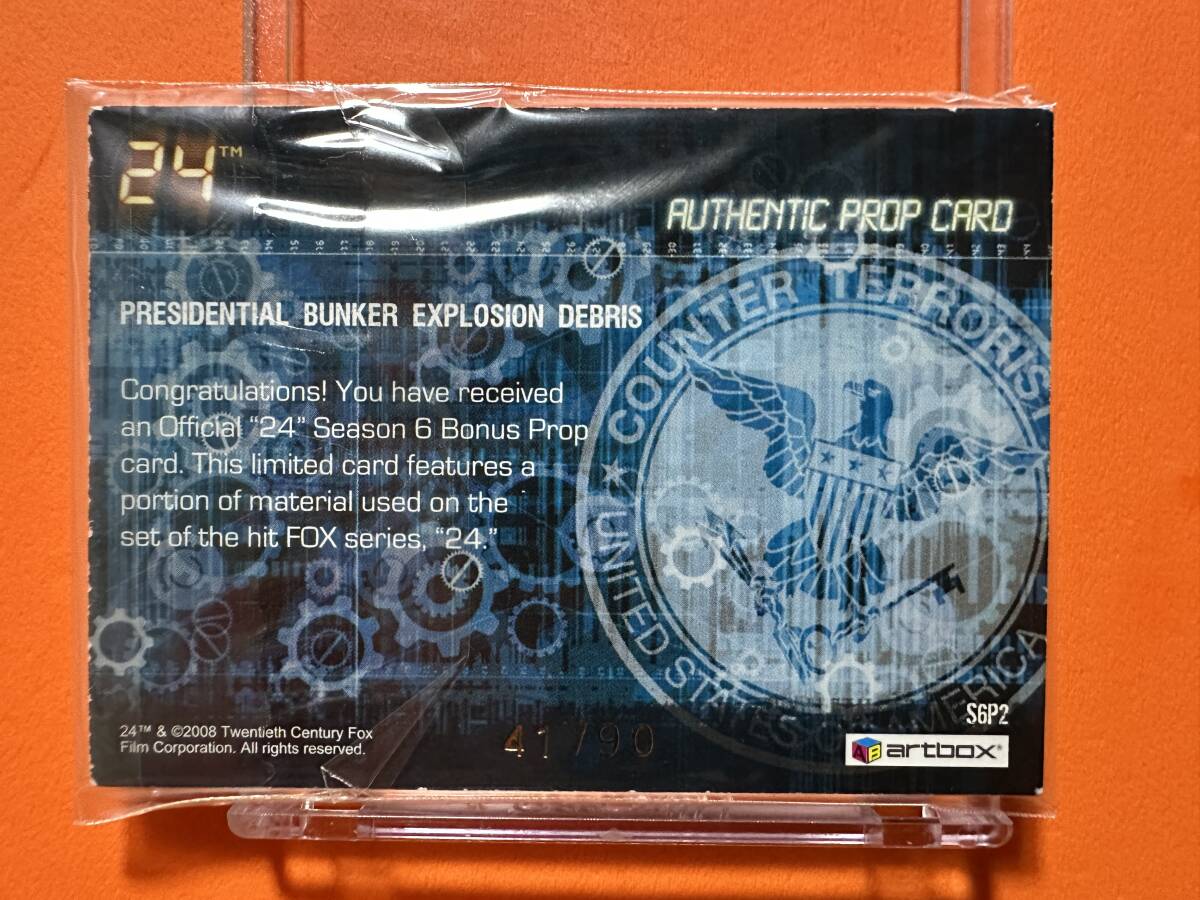 24™
AUTHENTIC PROP CARD
PRESIDENTIAL BUNKER EXPLOSION DEBRIS
Congratulations! You have received
an Official “24” Season 6 Bonus Prop
card. This limited card features a
portion of material used on the
set of the hit FOX series, “24.”
COUNTER TERRORIST
UNITED STATES OF AMERICA
S6P2
24™ & ©2008 Twentieth Century Fox
Film Corporation. All rights reserved.
41/90
AB artbox®